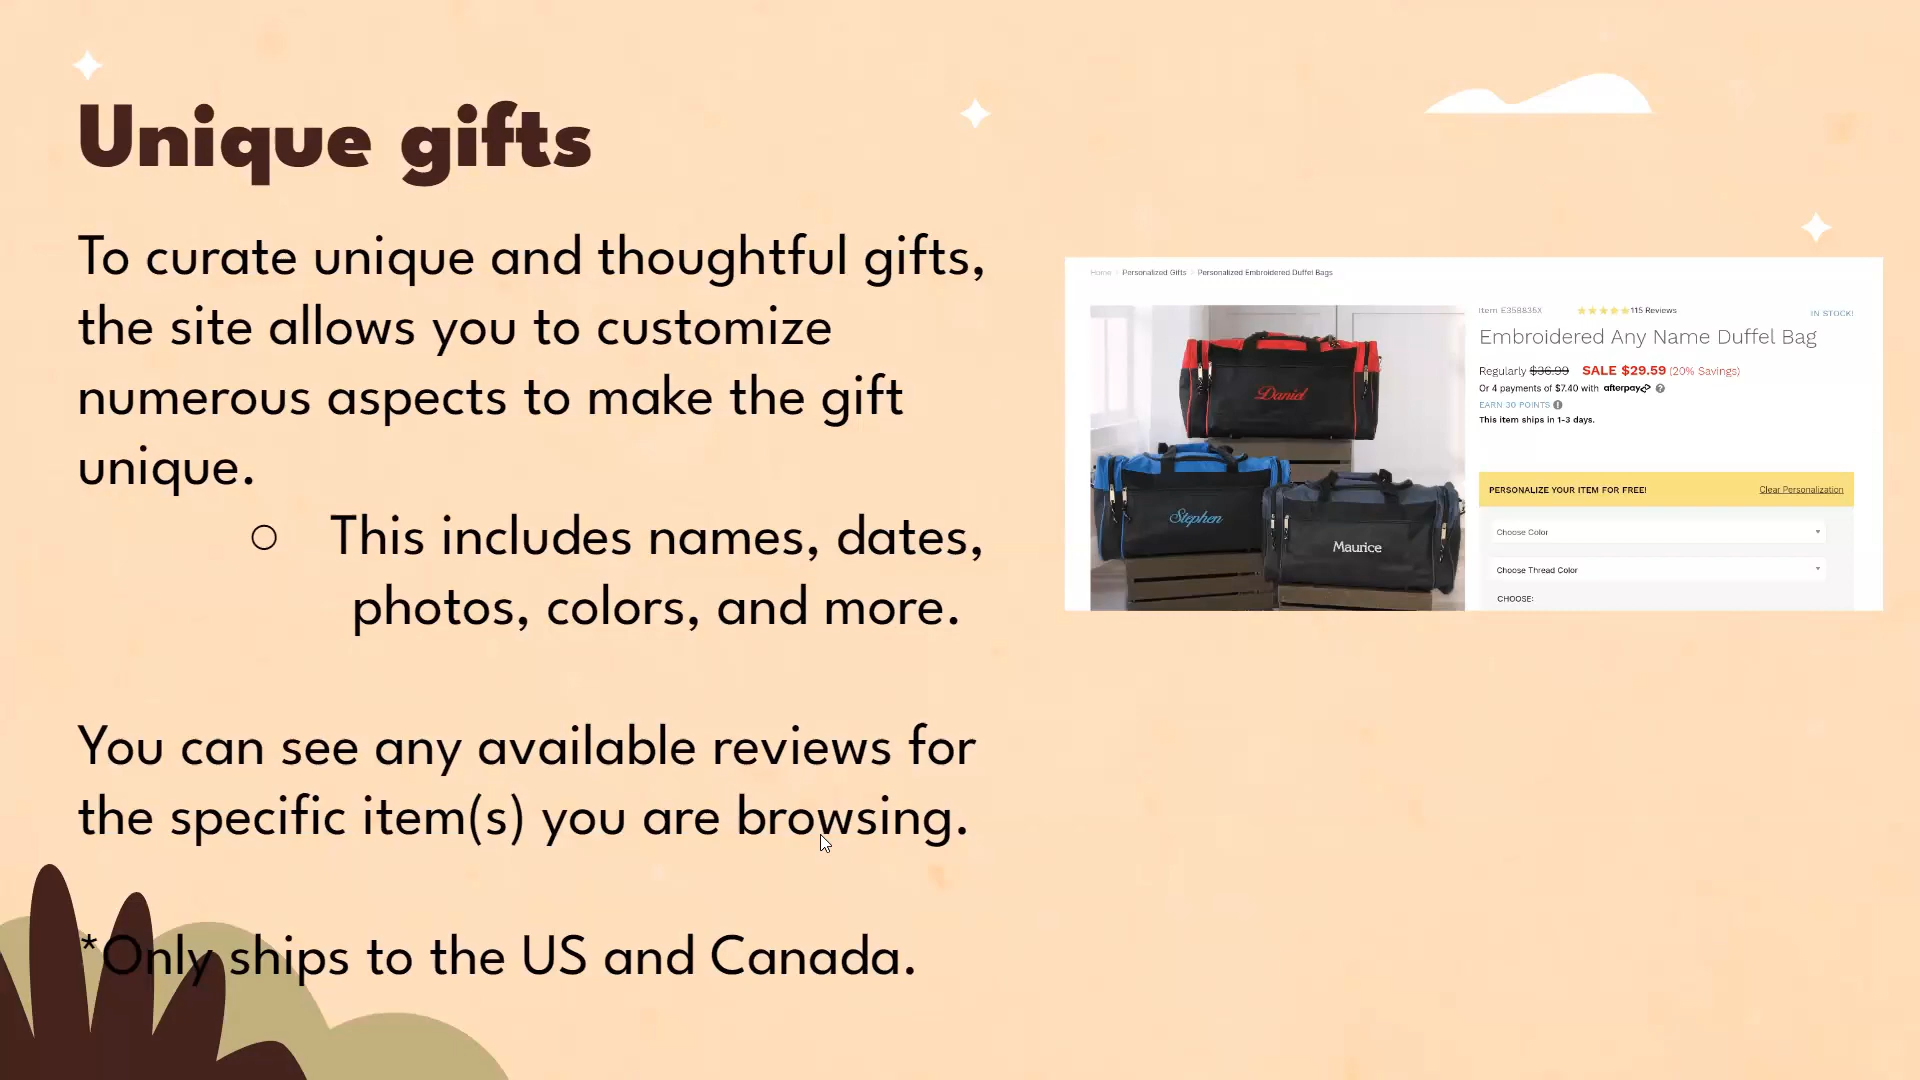 Unique gifts
To curate unique and thoughtful gifts,
the site allows you to customize
numerous aspects to make the gift
unique.
○ This includes names, dates,
photos, colors, and more.
You can see any available reviews for
the specific item(s) you are browsing.
*Only ships to the US and Canada.
Home > Personalized Gifts > Personalized Embroidered Duffel Bags
Daniel
Stephen
Maurice
Item E358835X 115 Reviews
IN STOCK!
Embroidered Any Name Duffel Bag
Regularly $36.99 SALE $29.59 (20% Savings)
Or 4 payments of $7.40 with afterpay
EARN 30 POINTS
This item ships in 1-3 days.
PERSONALIZE YOUR ITEM FOR FREE! Clear Personalization
Choose Color
Choose Thread Color
CHOOSE: